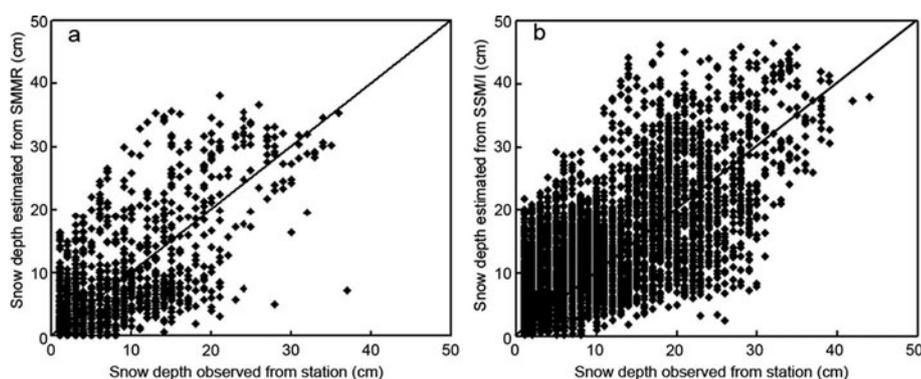 a
Snow depth estimated from SMMR (cm)
50
40
30
20
10
0
0 10 20 30 40 50
Snow depth observed from station (cm)
b
Snow depth estimated from SSM/I (cm)
50
40
30
20
10
0
0 10 20 30 40 50
Snow depth observed from station (cm)